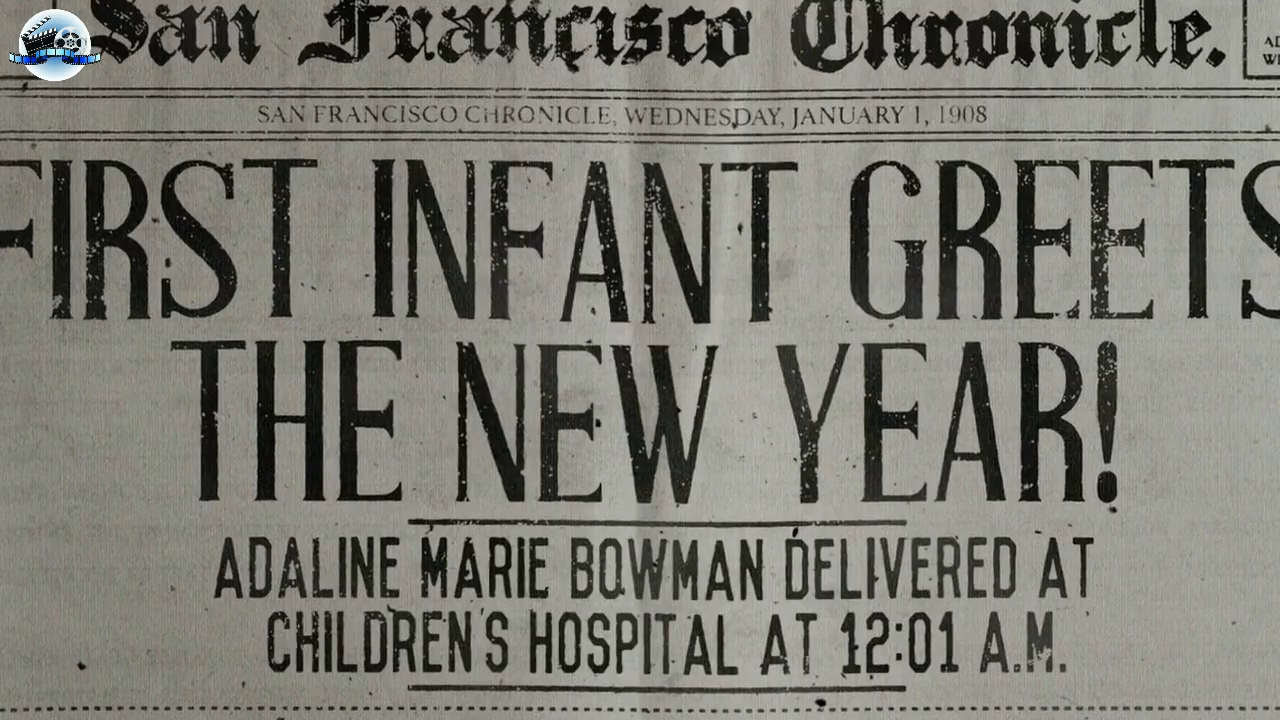 San Francisco Chronicle.
SAN FRANCISCO CHRONICLE, WEDNESDAY, JANUARY 1, 1908
FIRST INFANT GREETS
THE NEW YEAR!
ADALINE MARIE BOWMAN DELIVERED AT
CHILDREN'S HOSPITAL AT 12:01 A.M.